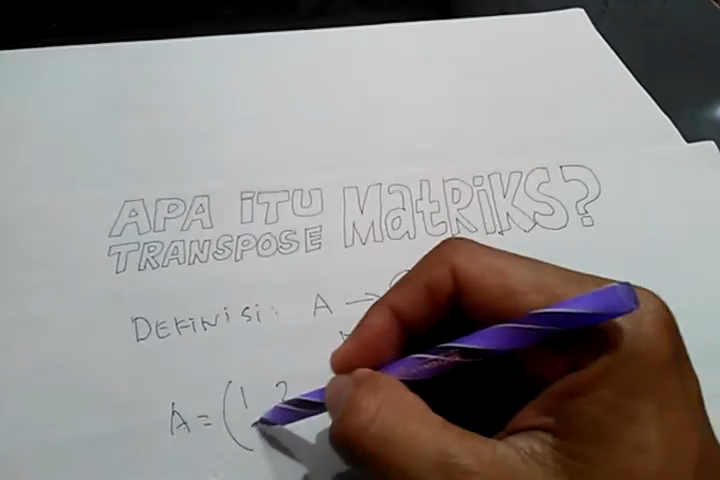 APA iTU MatRiKS?
TRANSPOSE
DEFINISI: A →
A = ( 1 2